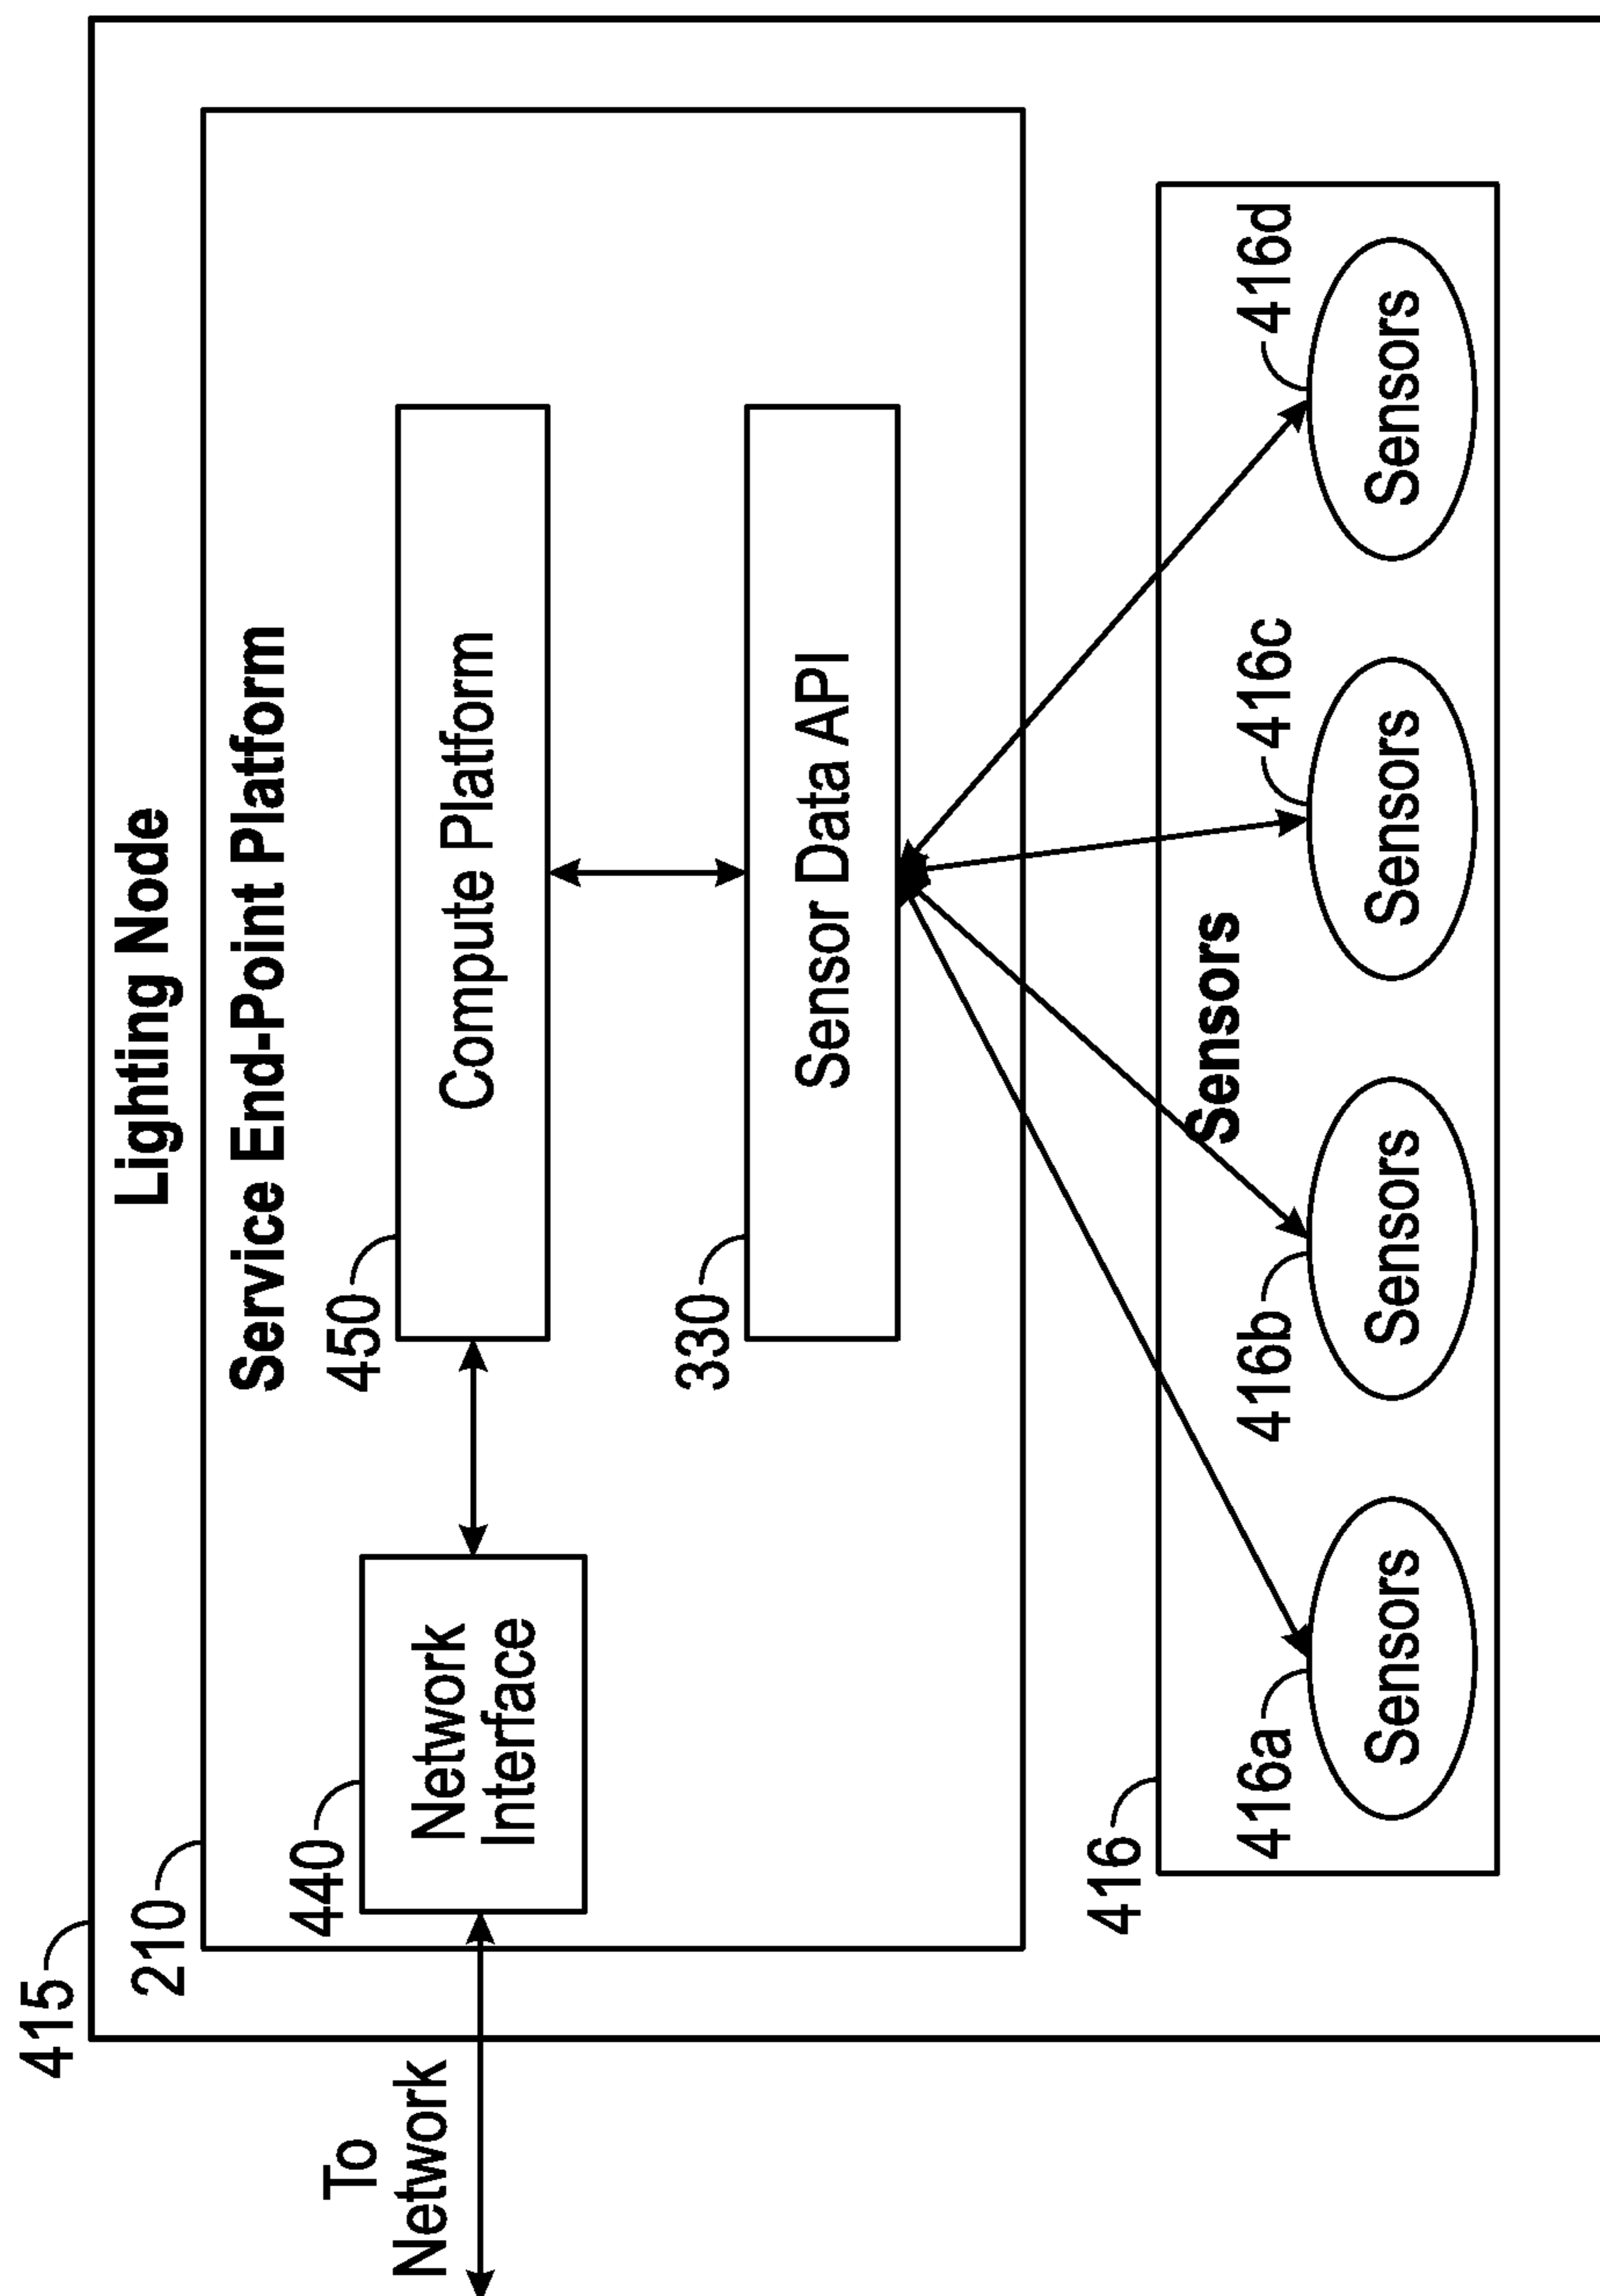 415
Lighting Node
210
Service End-Point Platform
To
Network
440
Network
Interface
450
Compute Platform
330
Sensor Data API
416
Sensors
416a
Sensors
416b
Sensors
416c
Sensors
416d
Sensors